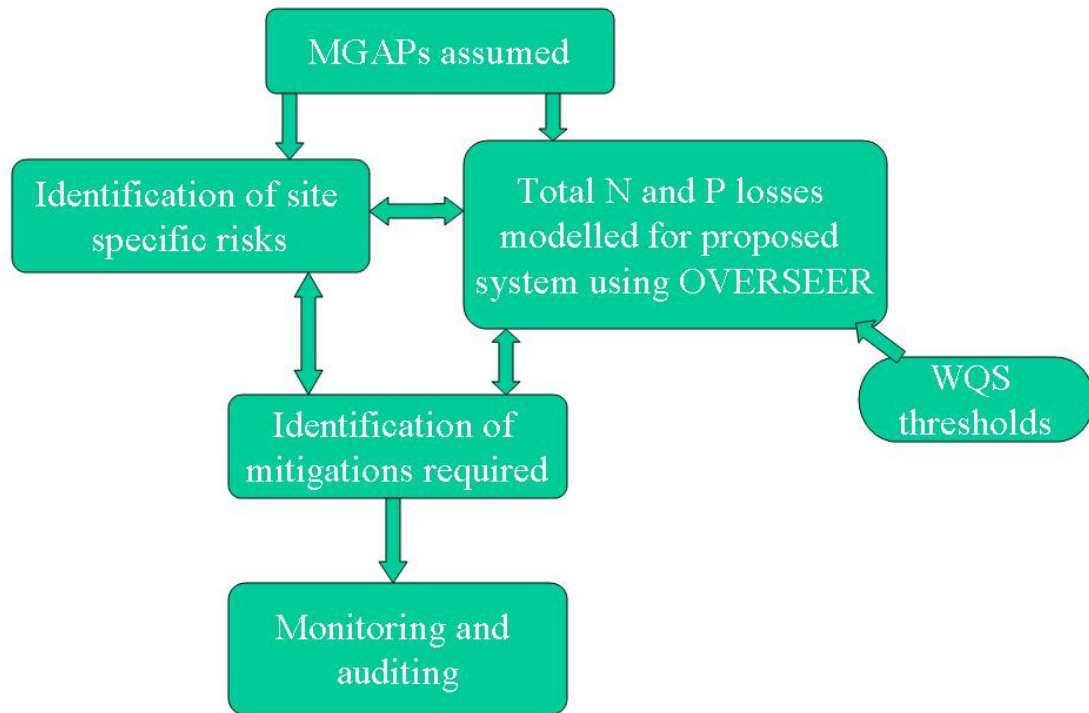 MGAPs assumed
Identification of site
specific risks
Total N and P losses
modelled for proposed
system using OVERSEER
WQS
thresholds
Identification of
mitigations required
Monitoring and
auditing